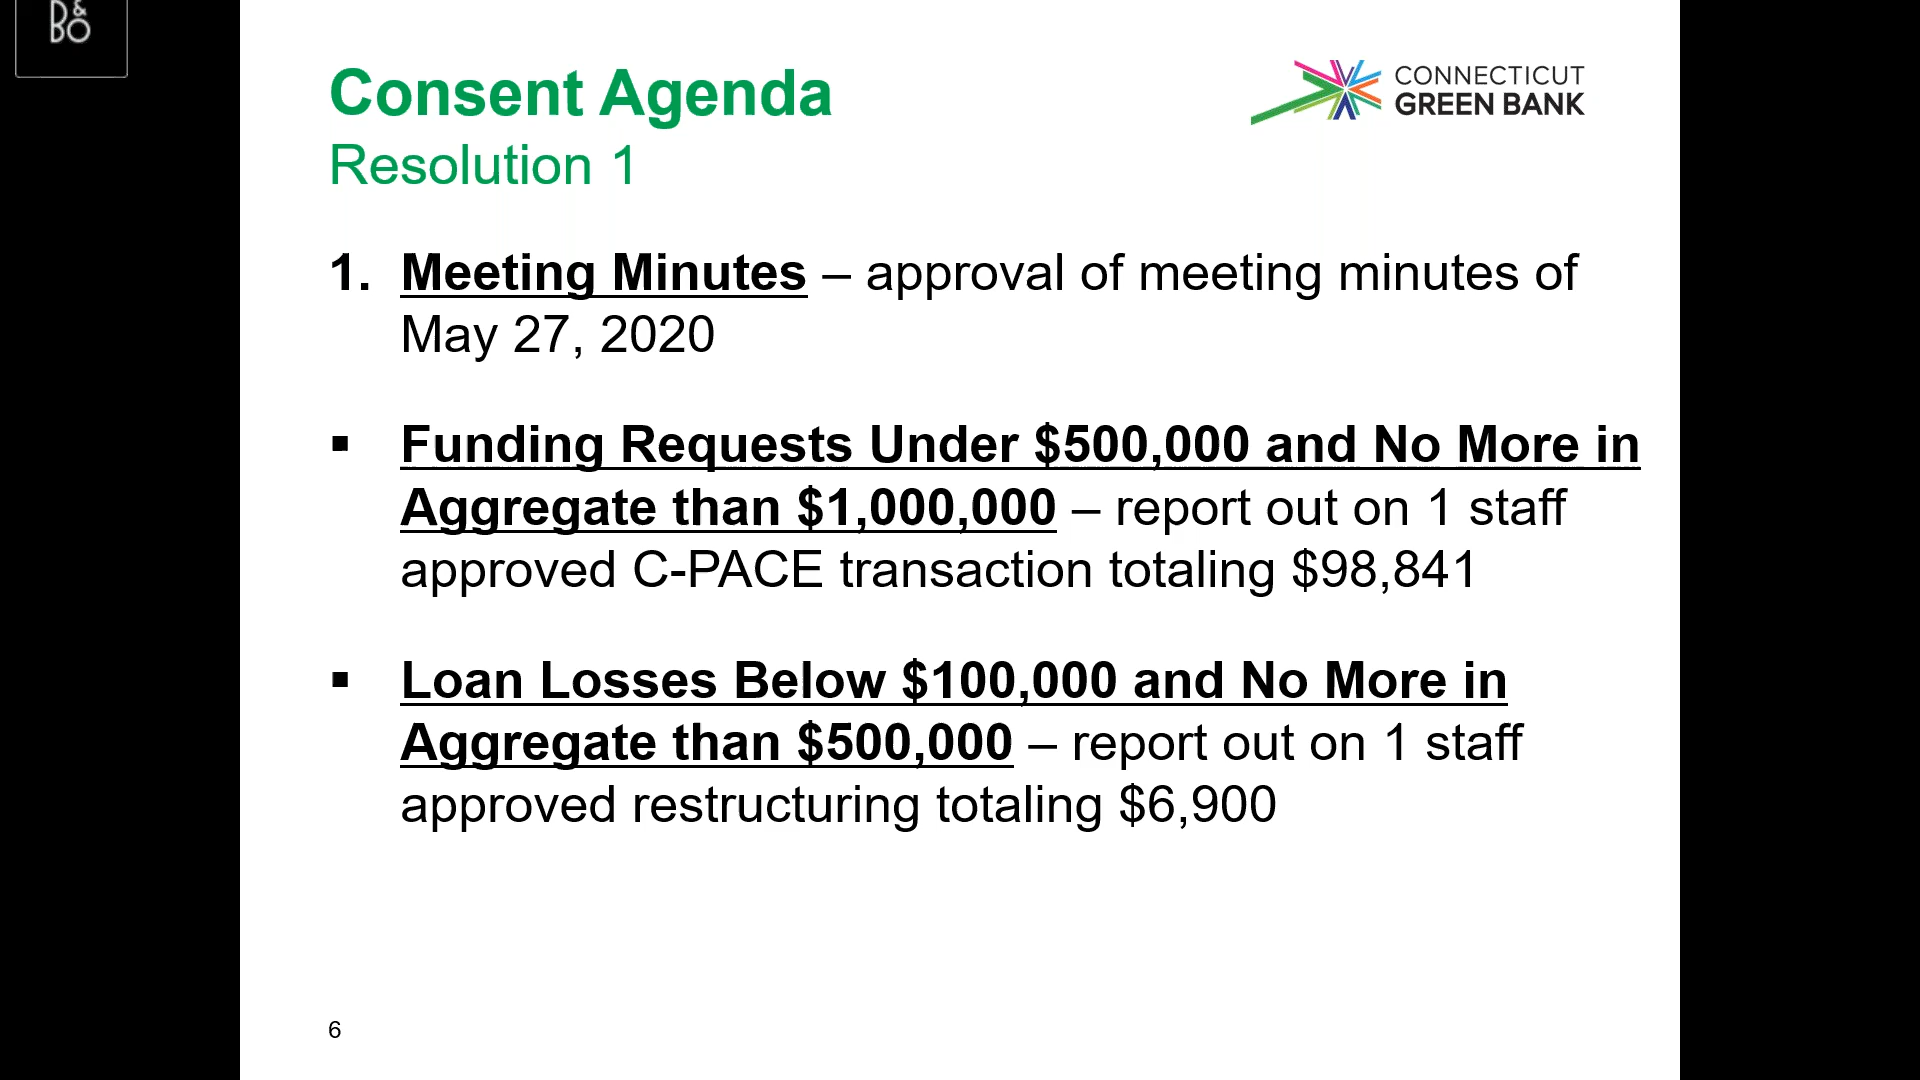 B&O
Consent Agenda
CONNECTICUT
GREEN BANK
Resolution 1
1. Meeting Minutes – approval of meeting minutes of
May 27, 2020
▪ Funding Requests Under $500,000 and No More in
Aggregate than $1,000,000 – report out on 1 staff
approved C-PACE transaction totaling $98,841
▪ Loan Losses Below $100,000 and No More in
Aggregate than $500,000 – report out on 1 staff
approved restructuring totaling $6,900
6